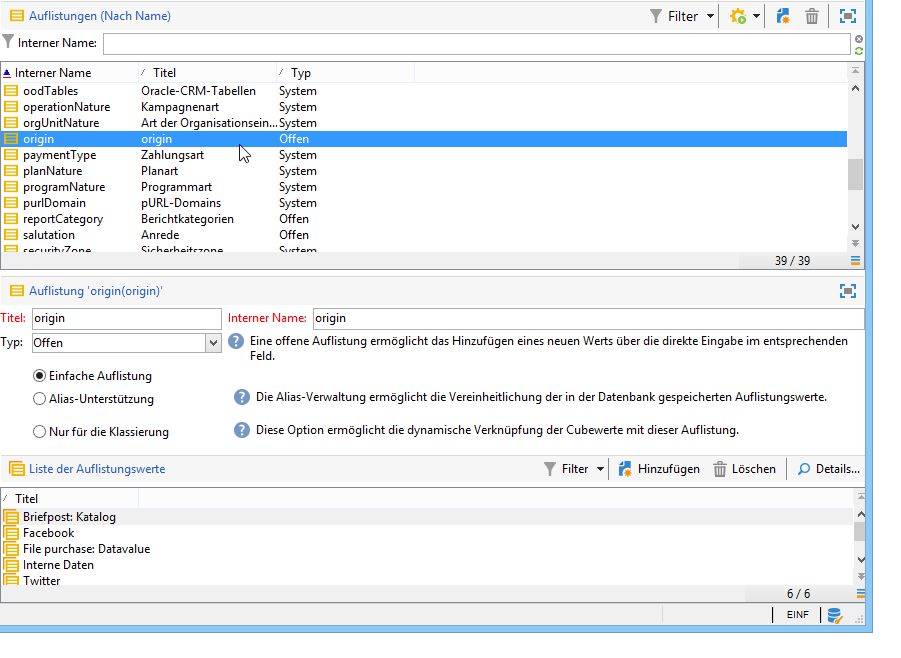 Auflistungen (Nach Name) Filter
Interner Name:
Interner Name Titel Typ
oodTables Oracle-CRM-Tabellen System
operationNature Kampagnenart System
orgUnitNature Art der Organisationsein... System
origin origin Offen
paymentType Zahlungsart System
planNature Planart System
programNature Programmart System
purlDomain pURL-Domains System
reportCategory Berichtkategorien Offen
salutation Anrede Offen
securityZone Sicherheitszone System
39 / 39
Auflistung 'origin(origin)'
Titel: origin Interner Name: origin
Typ: Offen Eine offene Auflistung ermöglicht das Hinzufügen eines neuen Werts über die direkte Eingabe im entsprechenden
Feld.
Einfache Auflistung
Alias-Unterstützung Die Alias-Verwaltung ermöglicht die Vereinheitlichung der in der Datenbank gespeicherten Auflistungswerte.
Nur für die Klassierung Diese Option ermöglicht die dynamische Verknüpfung der Cubewerte mit dieser Auflistung.
Liste der Auflistungswerte Filter Hinzufügen Löschen Details...
Titel
Briefpost: Katalog
Facebook
File purchase: Datavalue
Interne Daten
Twitter
6 / 6
EINF